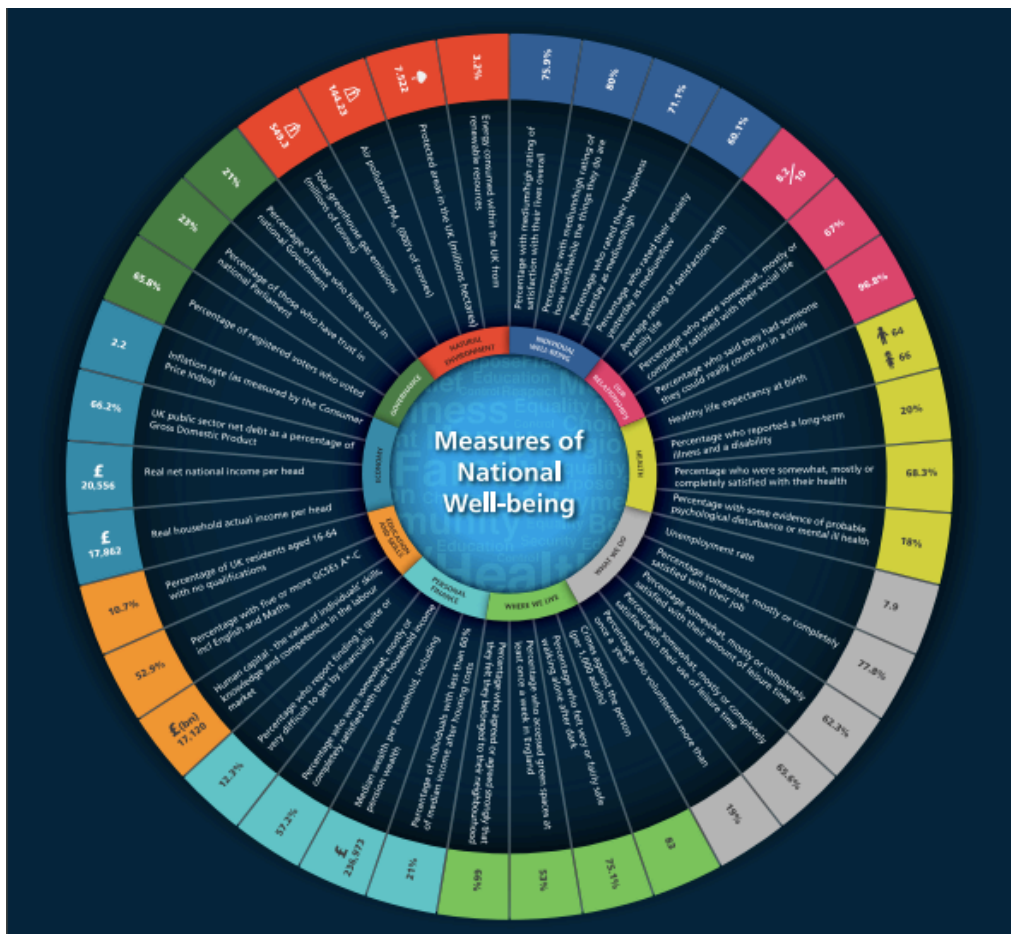 Measures of
National
Well-being
INDIVIDUAL
WELL-BEING
75.9%
Percentage with medium/high rating of
satisfaction with their lives overall
80%
Percentage with medium/high rating of
how worthwhile the things they do are
71.1%
Percentage who rated their happiness
yesterday as medium/high
60.1%
Percentage who rated their anxiety
yesterday as medium/low
OUR
RELATIONSHIPS
8.2/10
Average rating of satisfaction with
family life
67%
Percentage who were somewhat, mostly or
completely satisfied with their social life
96.8%
Percentage who said they had someone
they could really count on in a crisis
HEALTH
64
66
Healthy life expectancy at birth
20%
Percentage who reported a long-term
illness and a disability
68.3%
Percentage who were somewhat, mostly or
completely satisfied with their health
18%
Percentage with some evidence of probable
psychological disturbance or mental ill health
WHAT WE DO
7.9
Unemployment rate
77.8%
Percentage somewhat, mostly or completely
satisfied with their job
62.3%
Percentage somewhat, mostly or completely
satisfied with their amount of leisure time
65.6%
Percentage somewhat, mostly or completely
satisfied with their use of leisure time
19%
Percentage who volunteered more than
once a year
WHERE WE LIVE
83
Crimes against the person
(per 1,000 adults)
75.1%
Percentage who felt very or fairly safe
walking alone after dark
53%
Percentage who accessed green spaces at
least once a week in England
66%
Percentage who agreed or agreed strongly that
they felt they belonged to their neighbourhood
PERSONAL
FINANCE
21%
Percentage of individuals with less than 60%
of median income after housing costs
£
236,973
Median wealth per household, including
pension wealth
57.2%
Percentage who were somewhat, mostly or
completely satisfied with their household income
12.3%
Percentage who report finding it quite or
very difficult to get by financially
EDUCATION
AND SKILLS
£(bn)
17,120
Human capital - the value of individuals' skills,
knowledge and competences in the labour
market
52.9%
Percentage with five or more GCSEs A*-C
incl English and Maths
10.7%
Percentage of UK residents aged 16-64
with no qualifications
ECONOMY
£
17,862
Real household actual income per head
£
20,556
Real net national income per head
66.2%
UK public sector net debt as a percentage of
Gross Domestic Product
2.2
Inflation rate (as measured by the Consumer
Price Index)
GOVERNANCE
65.8%
Percentage of registered voters who voted
23%
Percentage of those who have trust in
national Parliament
21%
Percentage of those who have trust in
national Government
NATURAL
ENVIRONMENT
549.3
Total greenhouse gas emisions
(millions of tonnes)
144.23
Air pollutants PM₁₀ (000's of tonnes)
7.522
Protected areas in the UK (millions hectares)
3.2%
Energy consumed within the UK from
renewable resources